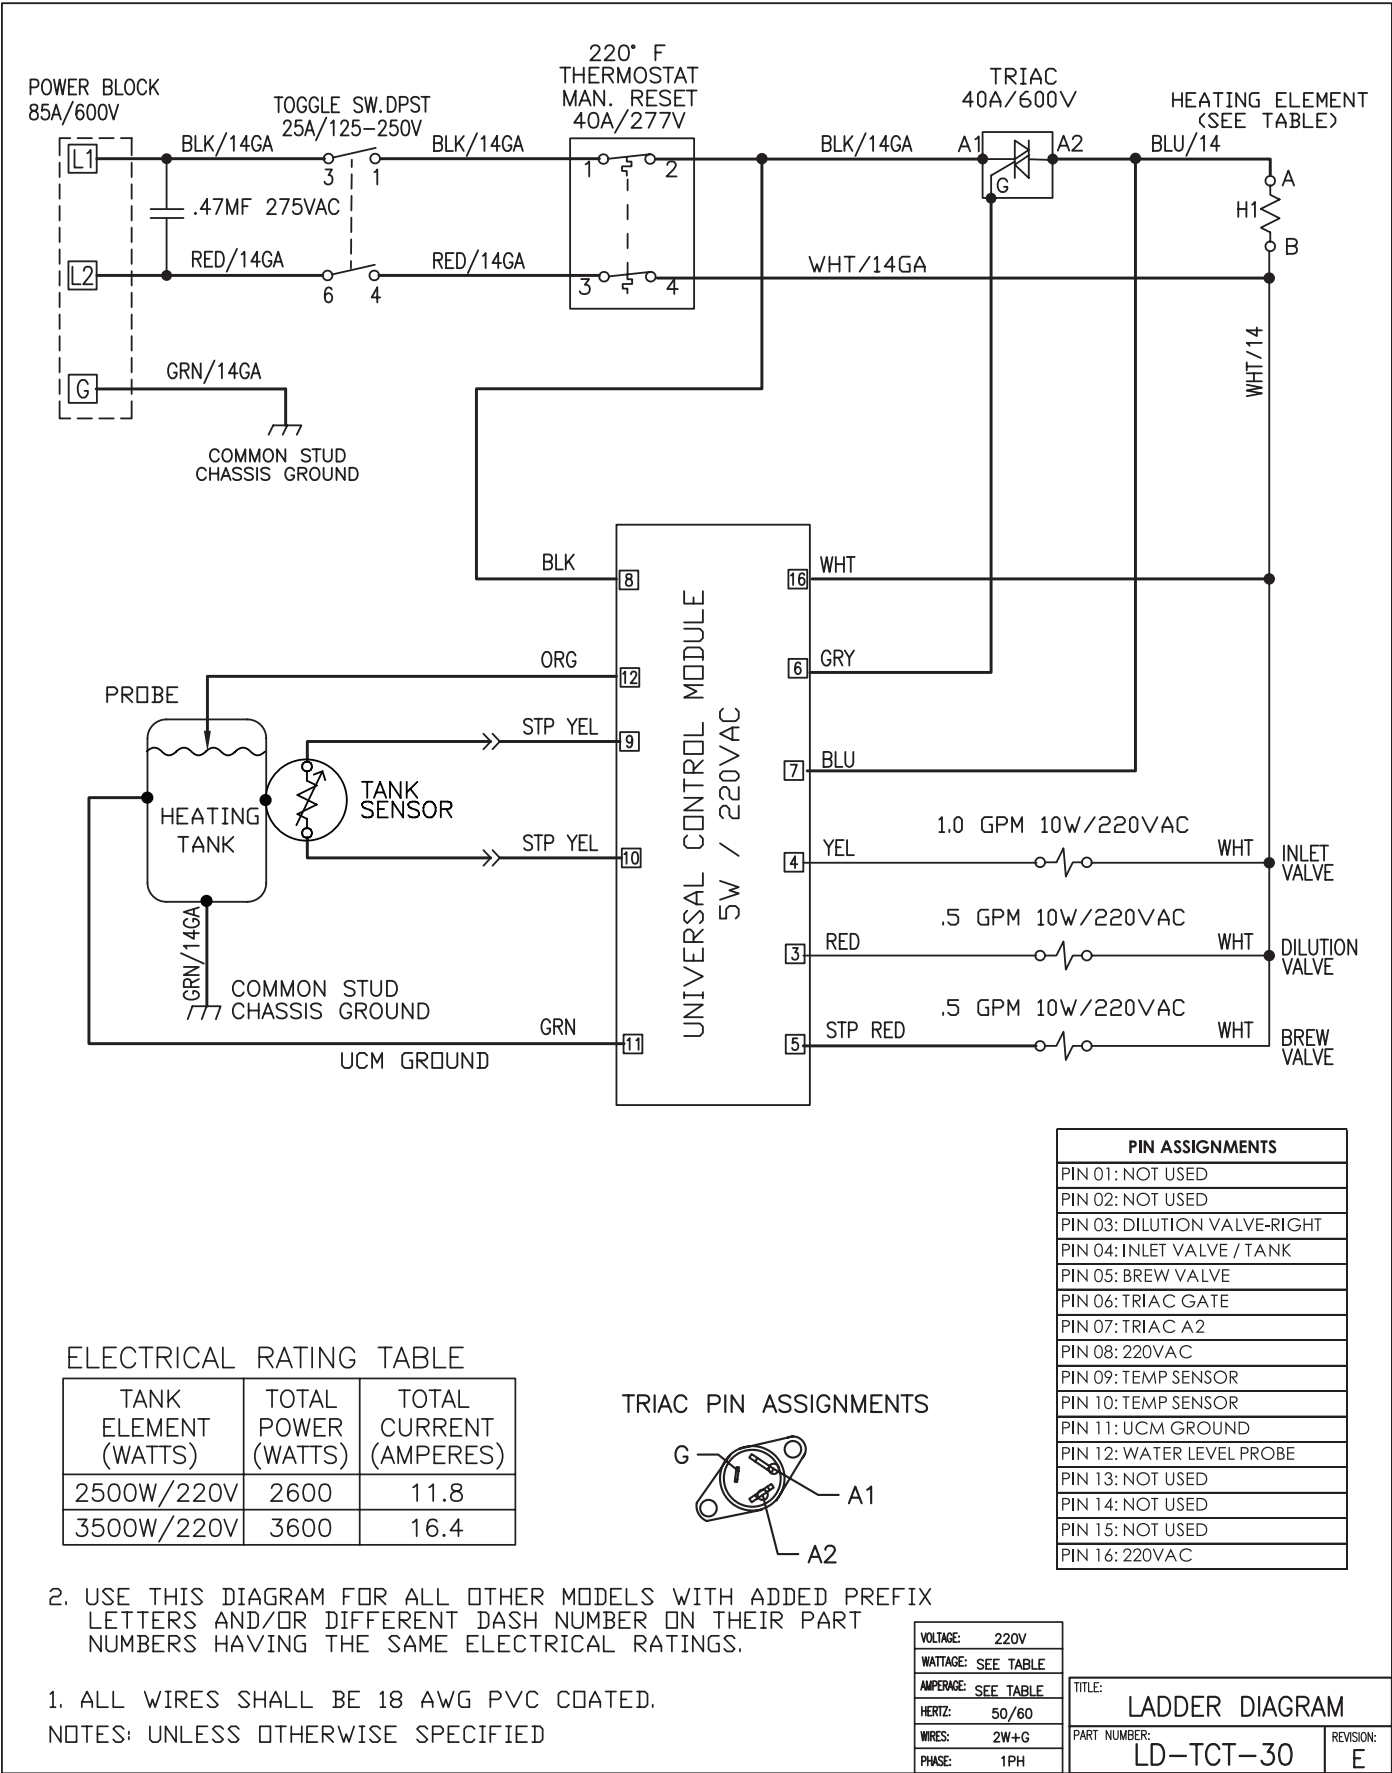 220° F
THERMOSTAT
MAN. RESET
40A/277V
TRIAC
40A/600V
POWER BLOCK
85A/600V
TOGGLE SW.DPST
25A/125-250V
HEATING ELEMENT
(SEE TABLE)
L1
BLK/14GA
3
1
BLK/14GA
1
2
BLK/14GA
A1
A2
G
BLU/14
A
H1
B
.47MF 275VAC
L2
RED/14GA
6
4
RED/14GA
3
4
WHT/14GA
WHT/14
G
GRN/14GA
COMMON STUD
CHASSIS GROUND
BLK
8
16
WHT
ORG
12
6
GRY
PROBE
STP YEL
9
7
BLU
TANK
SENSOR
HEATING
TANK
STP YEL
10
UNIVERSAL CONTROL MODULE
5W / 220VAC
1.0 GPM 10W/220VAC
4
YEL
WHT
INLET
VALVE
.5 GPM 10W/220VAC
3
RED
WHT
DILUTION
VALVE
.5 GPM 10W/220VAC
5
STP RED
WHT
BREW
VALVE
GRN/14GA
COMMON STUD
CHASSIS GROUND
GRN
11
UCM GROUND
PIN ASSIGNMENTS
PIN 01: NOT USED
PIN 02: NOT USED
PIN 03: DILUTION VALVE-RIGHT
PIN 04: INLET VALVE / TANK
PIN 05: BREW VALVE
PIN 06: TRIAC GATE
PIN 07: TRIAC A2
PIN 08: 220VAC
PIN 09: TEMP SENSOR
PIN 10: TEMP SENSOR
PIN 11: UCM GROUND
PIN 12: WATER LEVEL PROBE
PIN 13: NOT USED
PIN 14: NOT USED
PIN 15: NOT USED
PIN 16: 220VAC
ELECTRICAL RATING TABLE
TANK ELEMENT (WATTS) TOTAL POWER (WATTS) TOTAL CURRENT (AMPERES)
2500W/220V 2600 11.8
3500W/220V 3600 16.4
TRIAC PIN ASSIGNMENTS
G
A1
A2
2. USE THIS DIAGRAM FOR ALL OTHER MODELS WITH ADDED PREFIX
LETTERS AND/OR DIFFERENT DASH NUMBER ON THEIR PART
NUMBERS HAVING THE SAME ELECTRICAL RATINGS.
1. ALL WIRES SHALL BE 18 AWG PVC COATED.
NOTES: UNLESS OTHERWISE SPECIFIED
VOLTAGE: 220V
WATTAGE: SEE TABLE
AMPERAGE: SEE TABLE
HERTZ: 50/60
WIRES: 2W+G
PHASE: 1PH
TITLE:
LADDER DIAGRAM
PART NUMBER:
LD-TCT-30
REVISION:
E